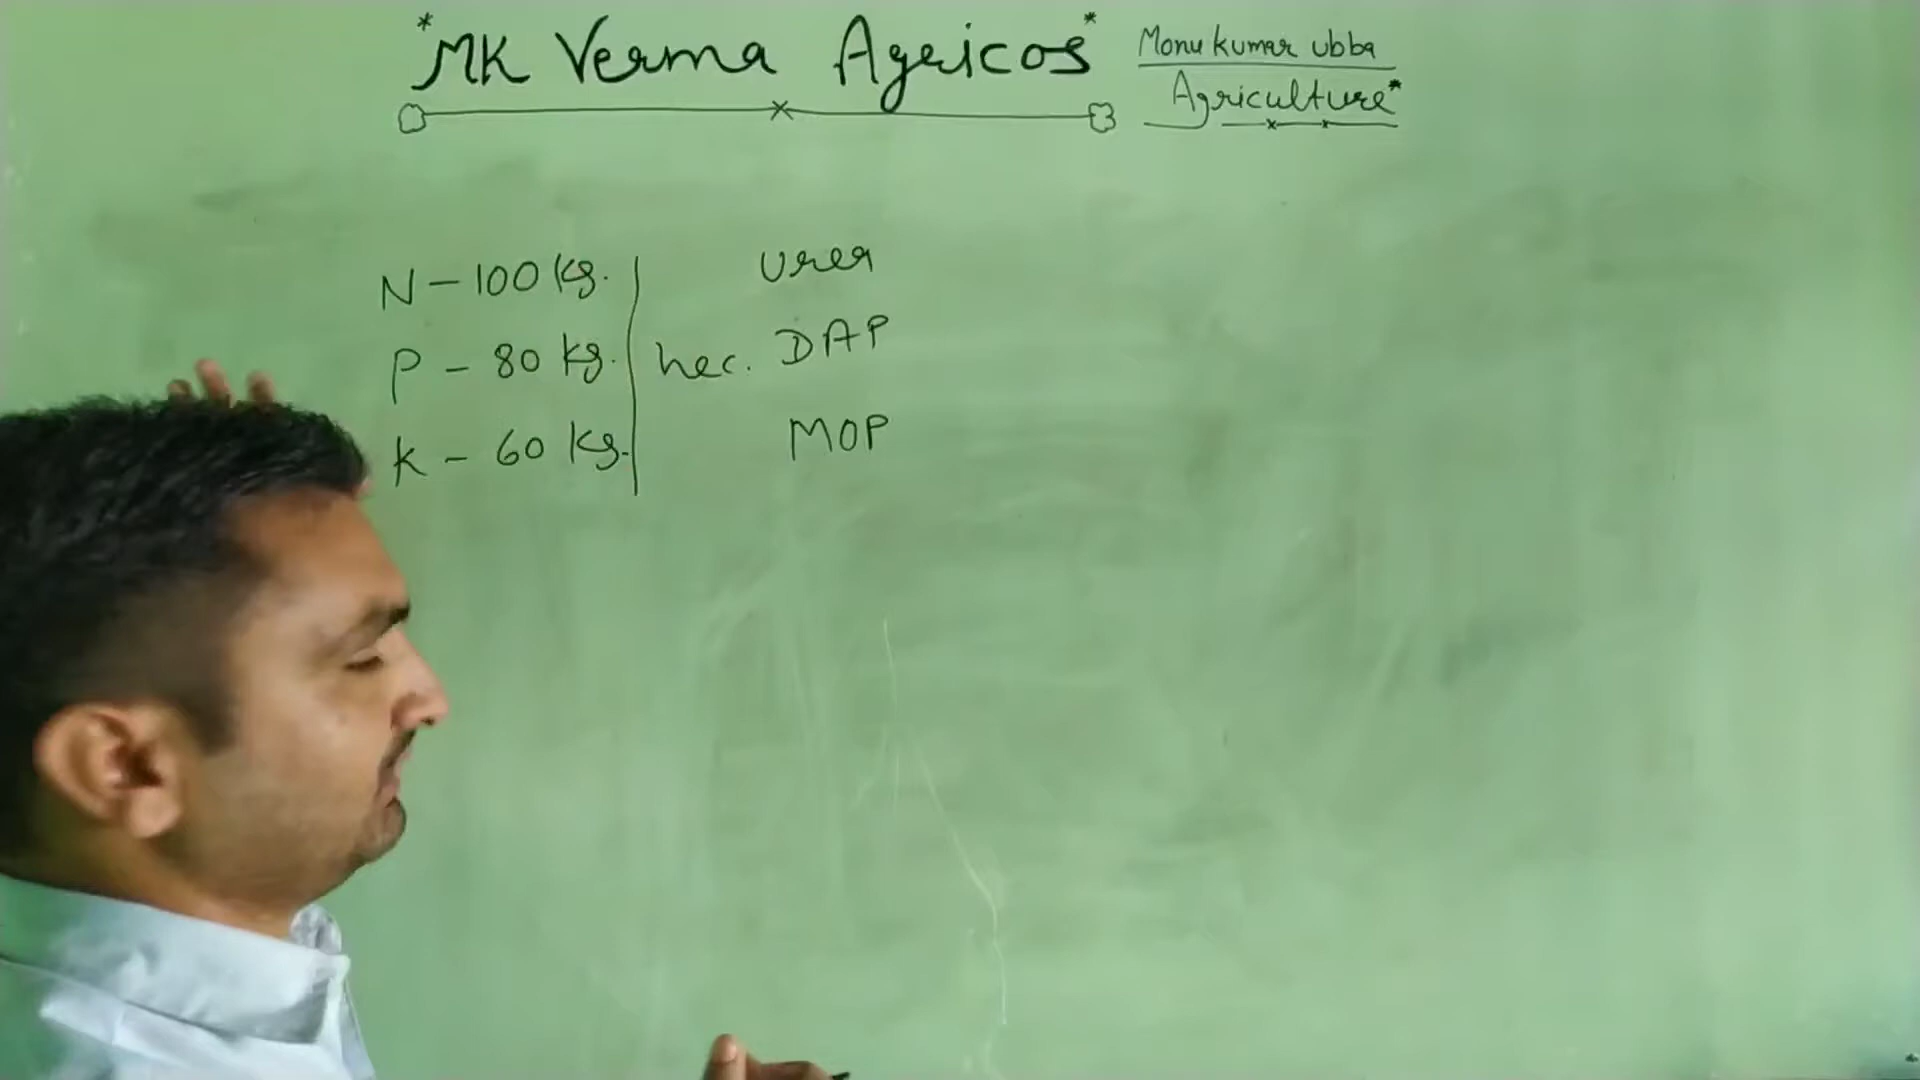 *MK Verma Agricos*
Monu kumar ubba
Agriculture*
N - 100 kg. Urea
P - 80 kg. hec. DAP
K - 60 kg. MOP